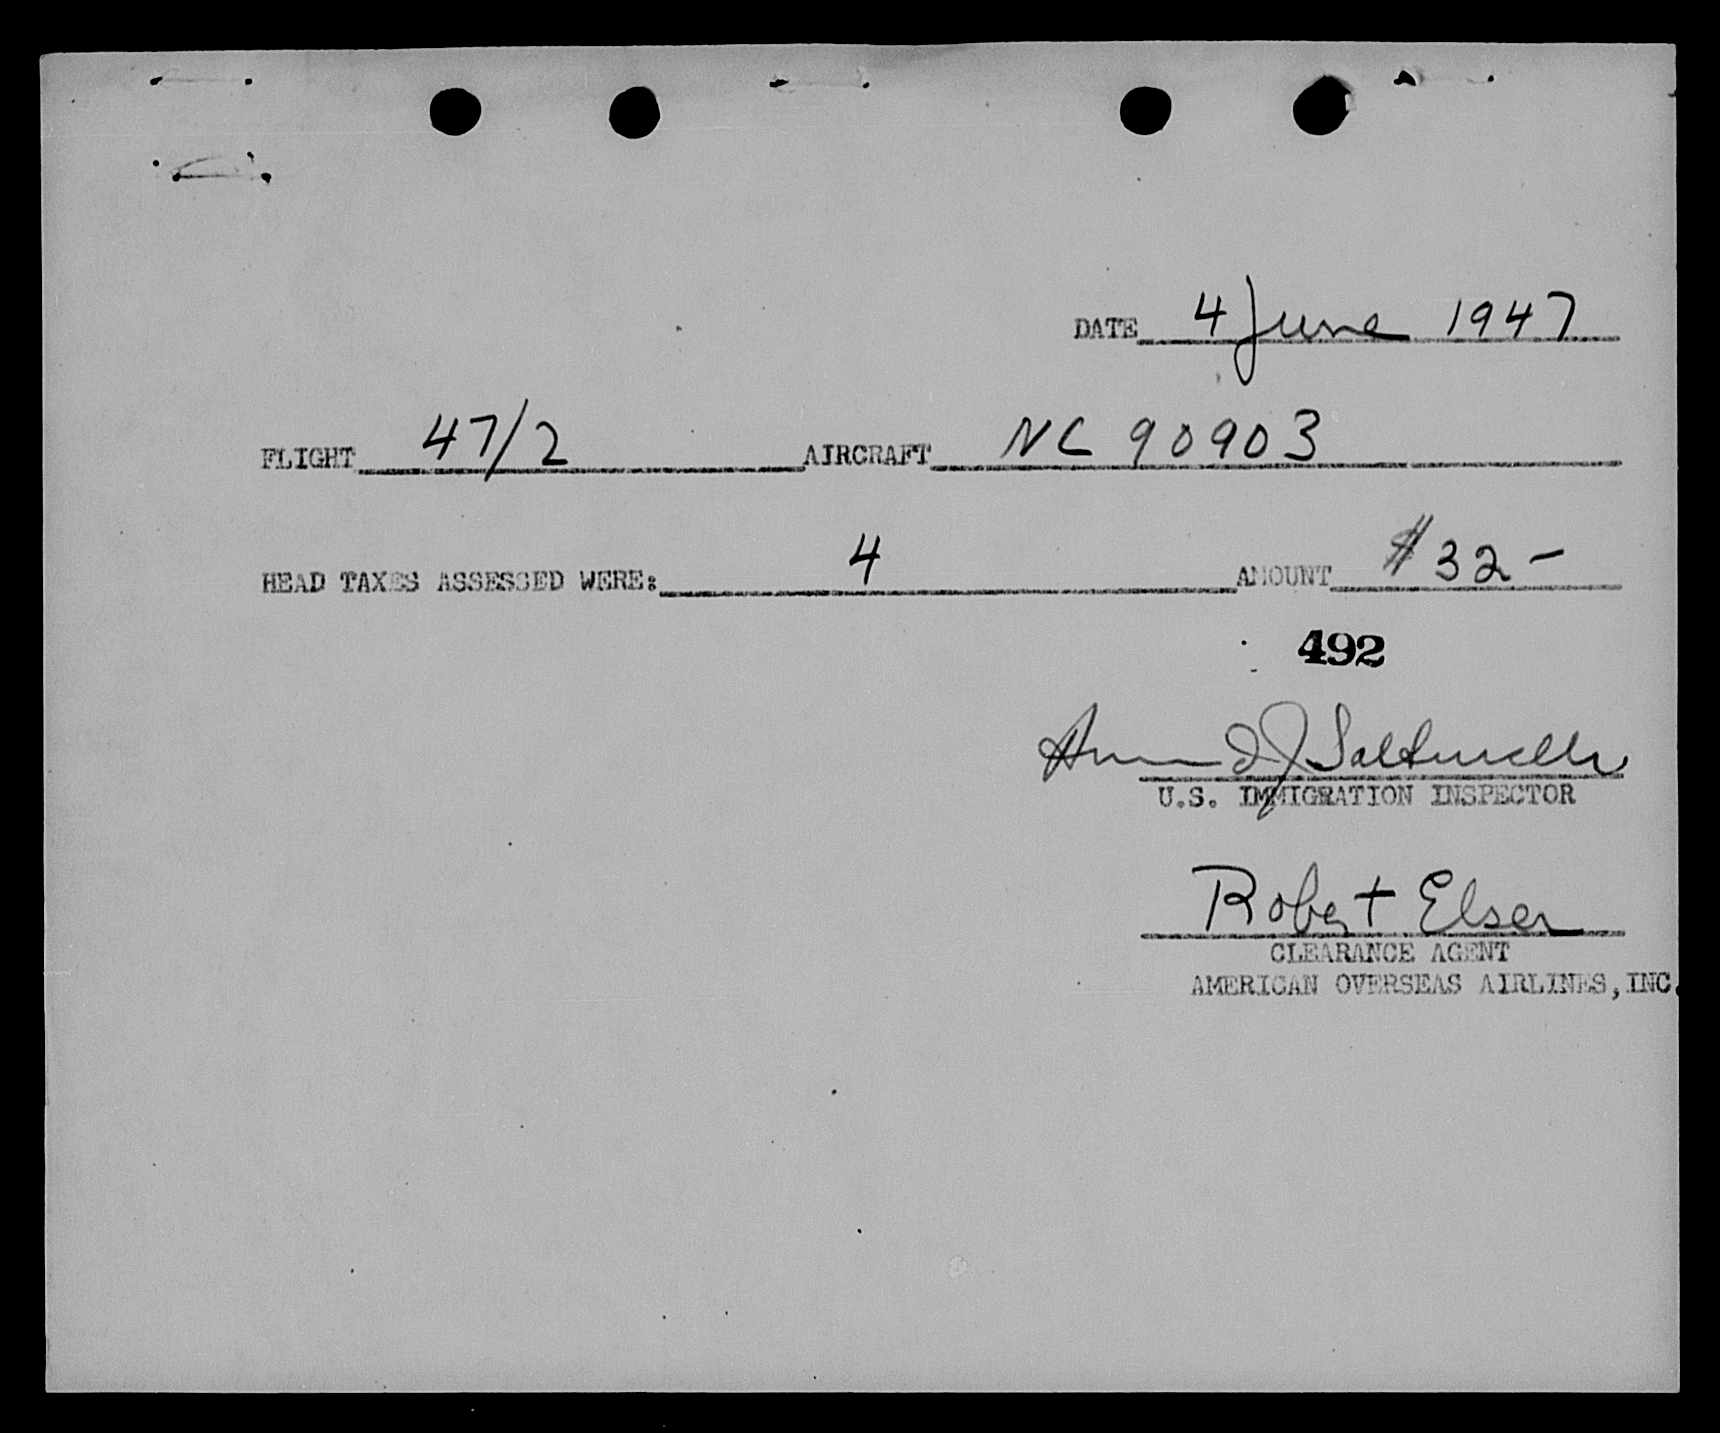 DATE 4 June 1947
FLIGHT 47/2 AIRCRAFT NC 90903
HEAD TAXES ASSESSED WERE: 4 AMOUNT $32-
492
J
U.S. IMMIGRATION INSPECTOR
Robert Elser
CLEARANCE AGENT
AMERICAN OVERSEAS AIRLINES, INC.